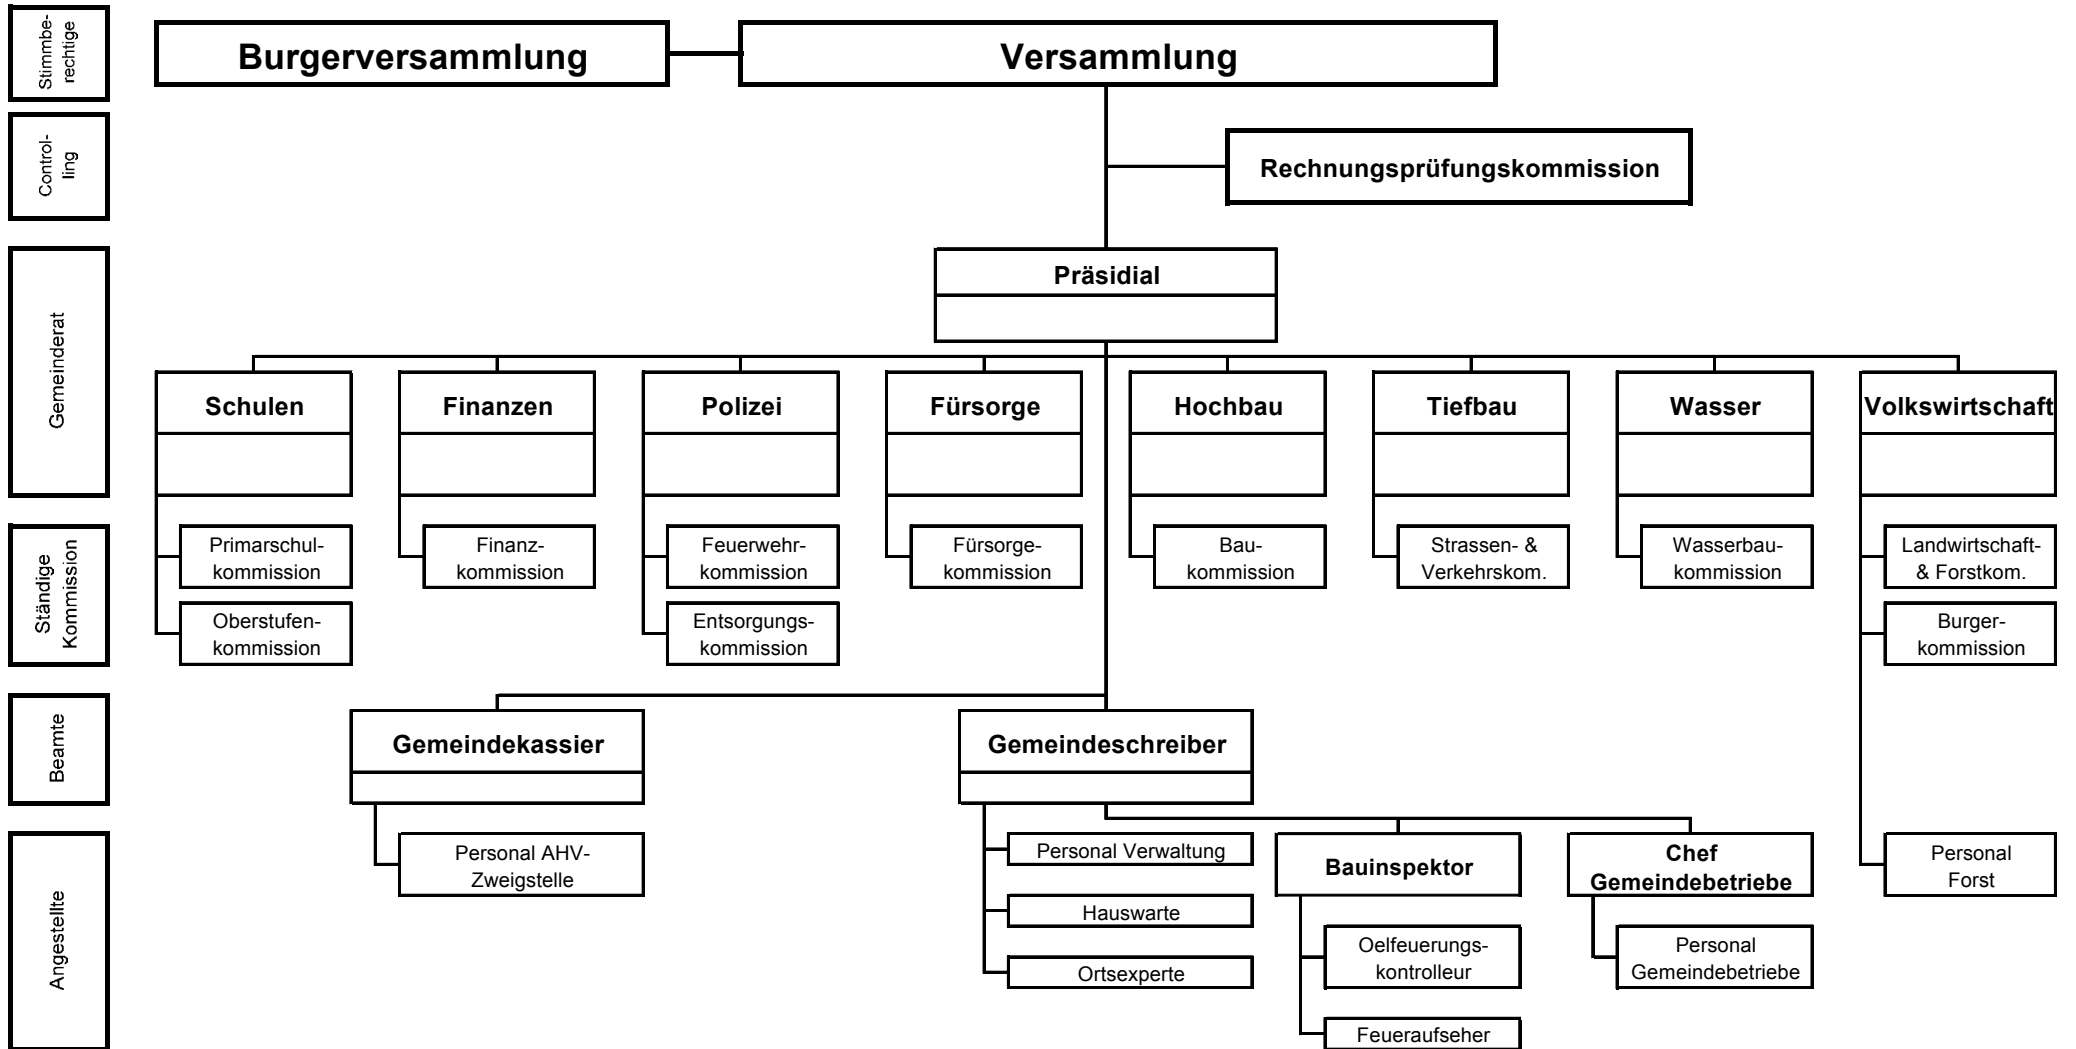 Stimmbe-
rechtige
Burgerversammlung
Versammlung
Control-
ling
Rechnungsprüfungskommission
Gemeinderat
Präsidial
Schulen
Finanzen
Polizei
Fürsorge
Hochbau
Tiefbau
Wasser
Volkswirtschaft
Ständige
Kommission
Primarschul-
kommission
Finanz-
kommission
Feuerwehr-
kommission
Fürsorge-
kommission
Bau-
kommission
Strassen- &
Verkehrskom.
Wasserbau-
kommission
Landwirtschaft-
& Forstkom.
Oberstufen-
kommission
Entsorgungs-
kommission
Burger-
kommission
Beamte
Gemeindekassier
Gemeindeschreiber
Angestellte
Personal AHV-
Zweigstelle
Personal Verwaltung
Hauswarte
Ortsexperte
Bauinspektor
Oelfeuerungs-
kontrolleur
Feueraufseher
Chef
Gemeindebetriebe
Personal
Gemeindebetriebe
Personal
Forst